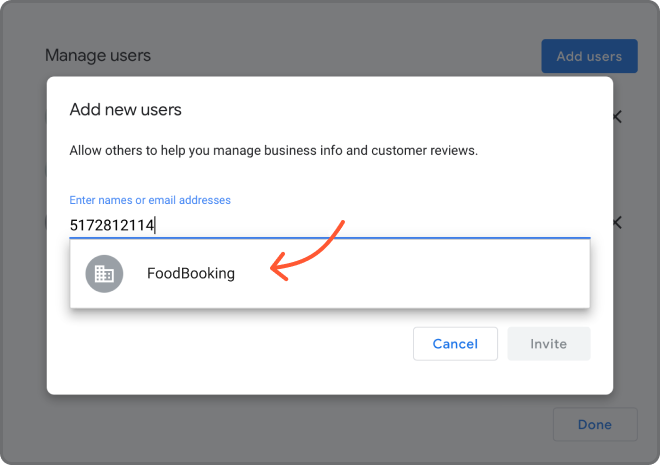 Manage users
Add users
Add new users
Allow others to help you manage business info and customer reviews.
Enter names or email addresses
5172812114
FoodBooking
Cancel
Invite
Done